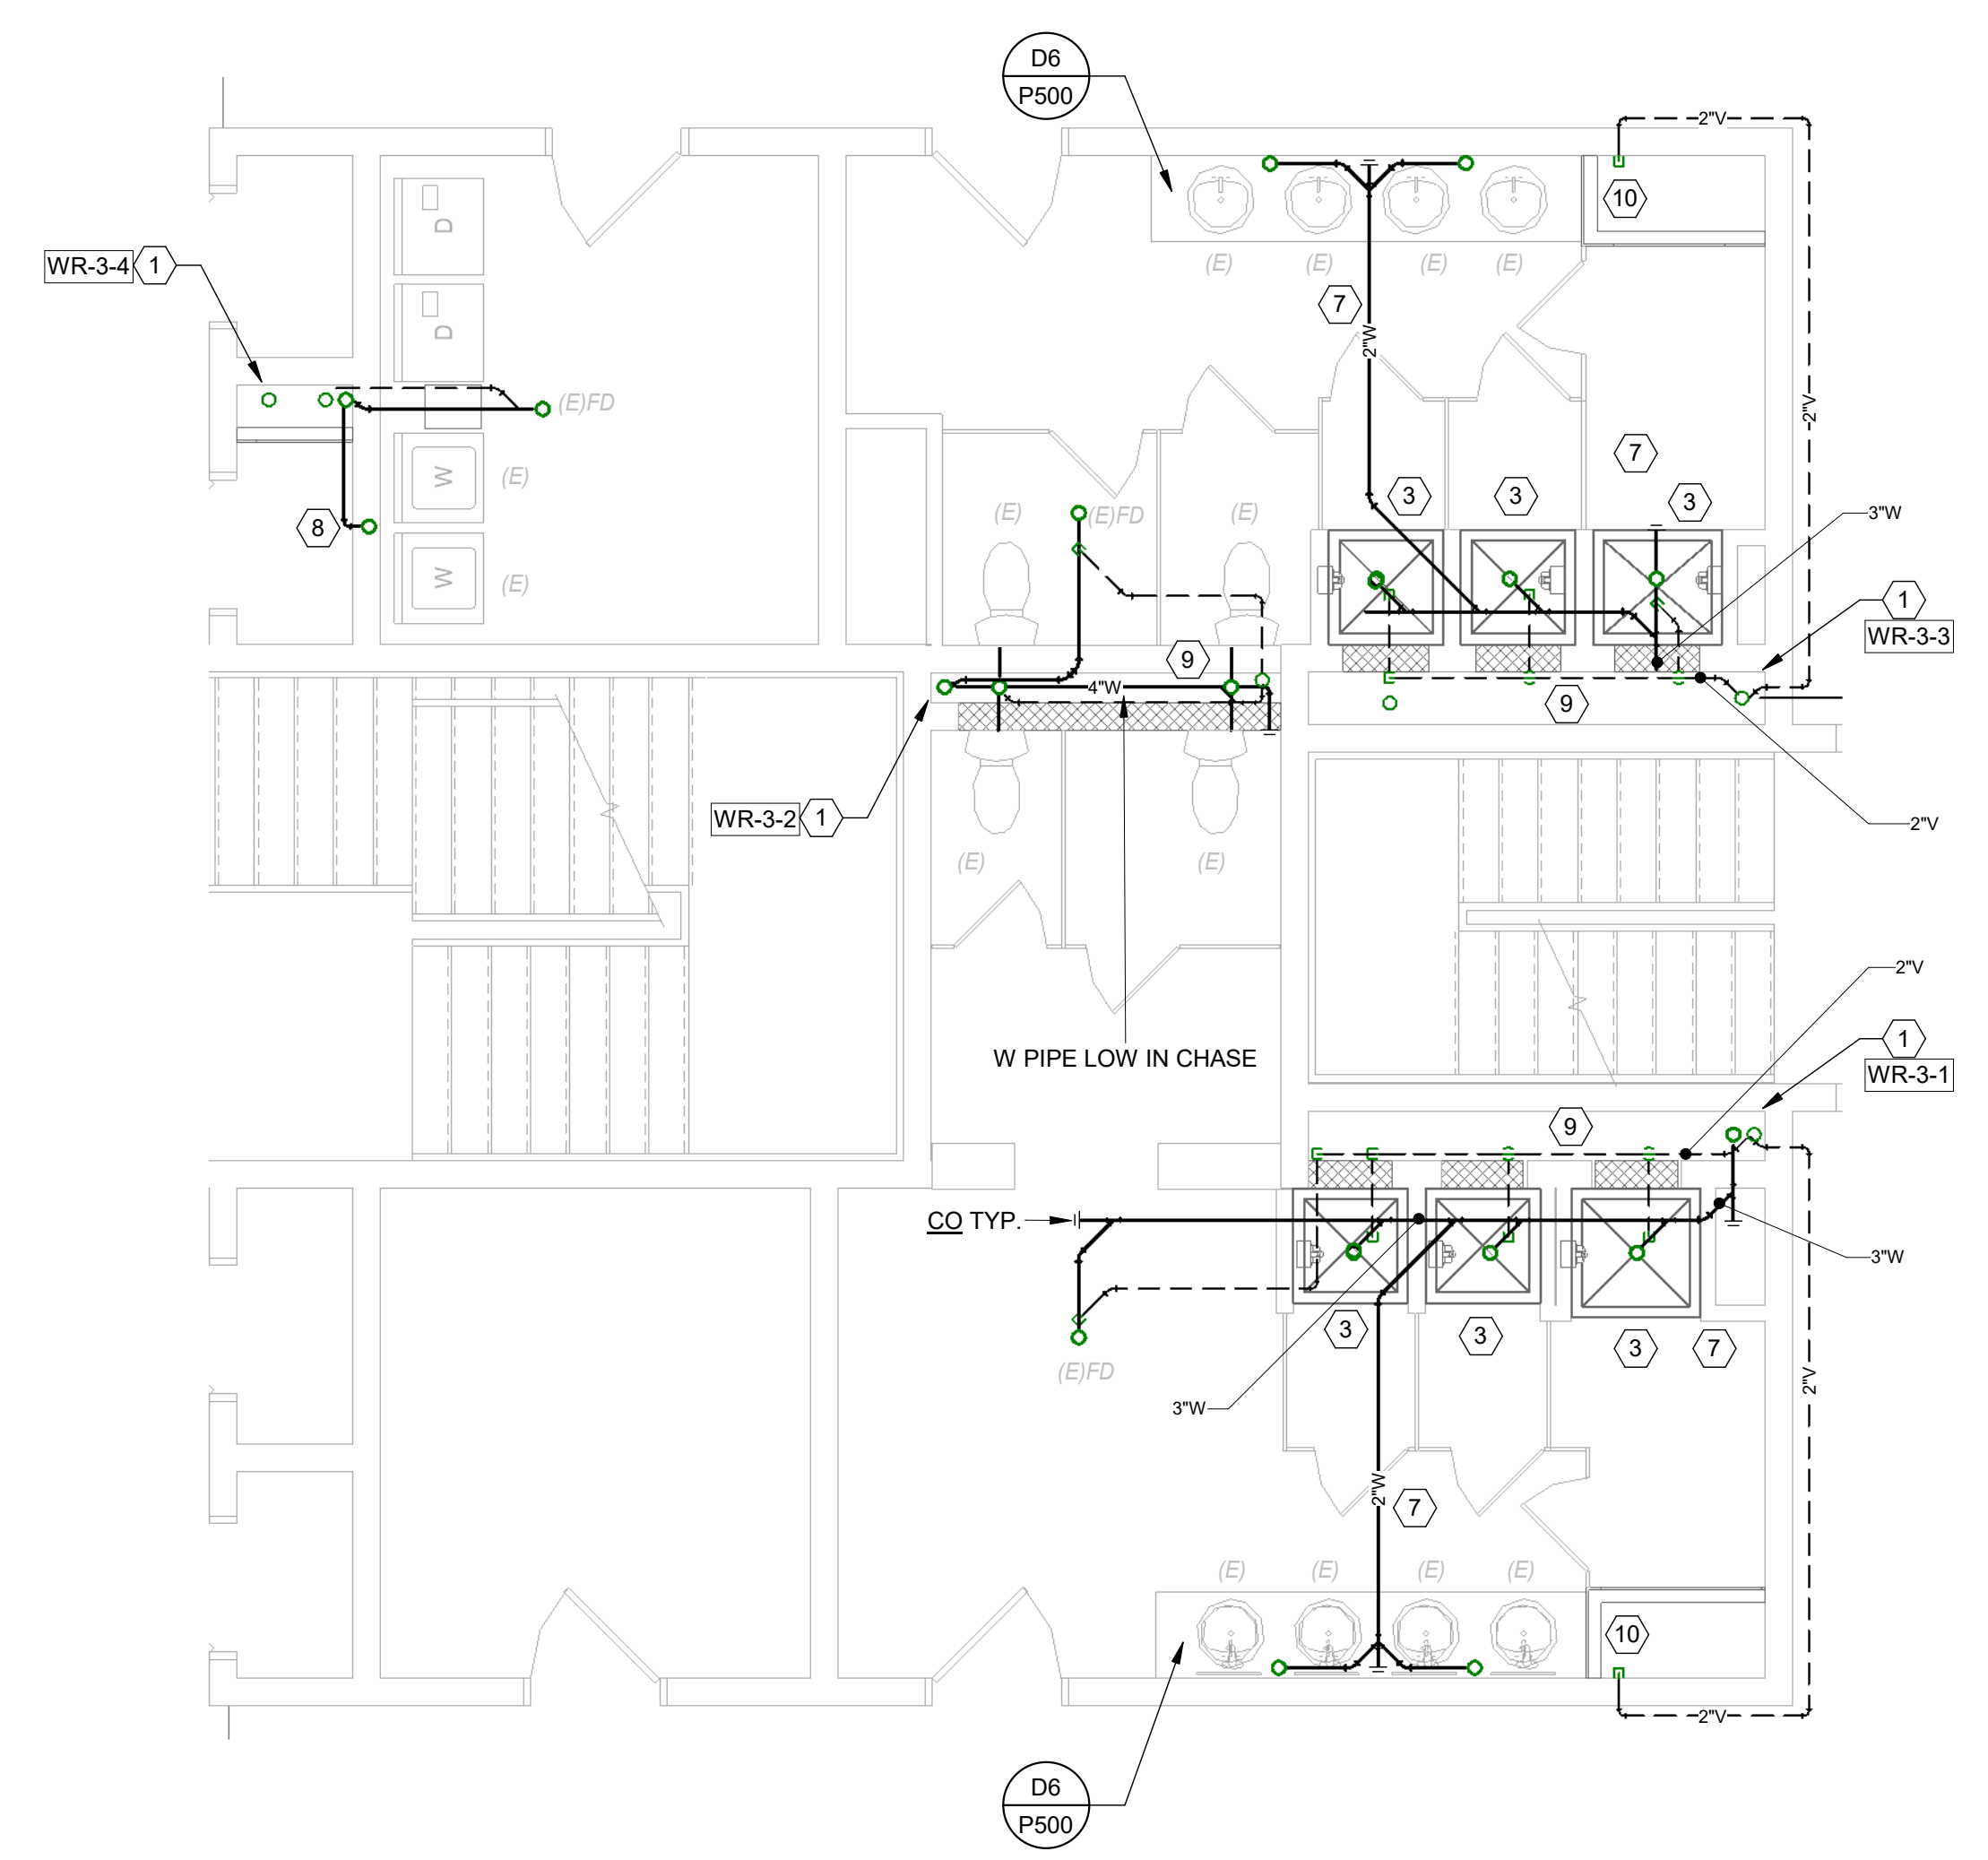 D6
P500
2"V
10
WR-3-4
1
D
(E)
(E)
(E)
(E)
7
D
2"W
2"V
(E)FD
7
W
(E)
3
3
3
8
(E)
(E)FD
(E)
3"W
W
(E)
1
WR-3-3
9
4"W
9
WR-3-2
1
2"V
(E)
(E)
2"V
W PIPE LOW IN CHASE
1
WR-3-1
9
CO TYP.
3"W
3
3
3
7
(E)FD
2"V
3"W
2"W
7
(E)
(E)
(E)
(E)
10
2"V
D6
P500